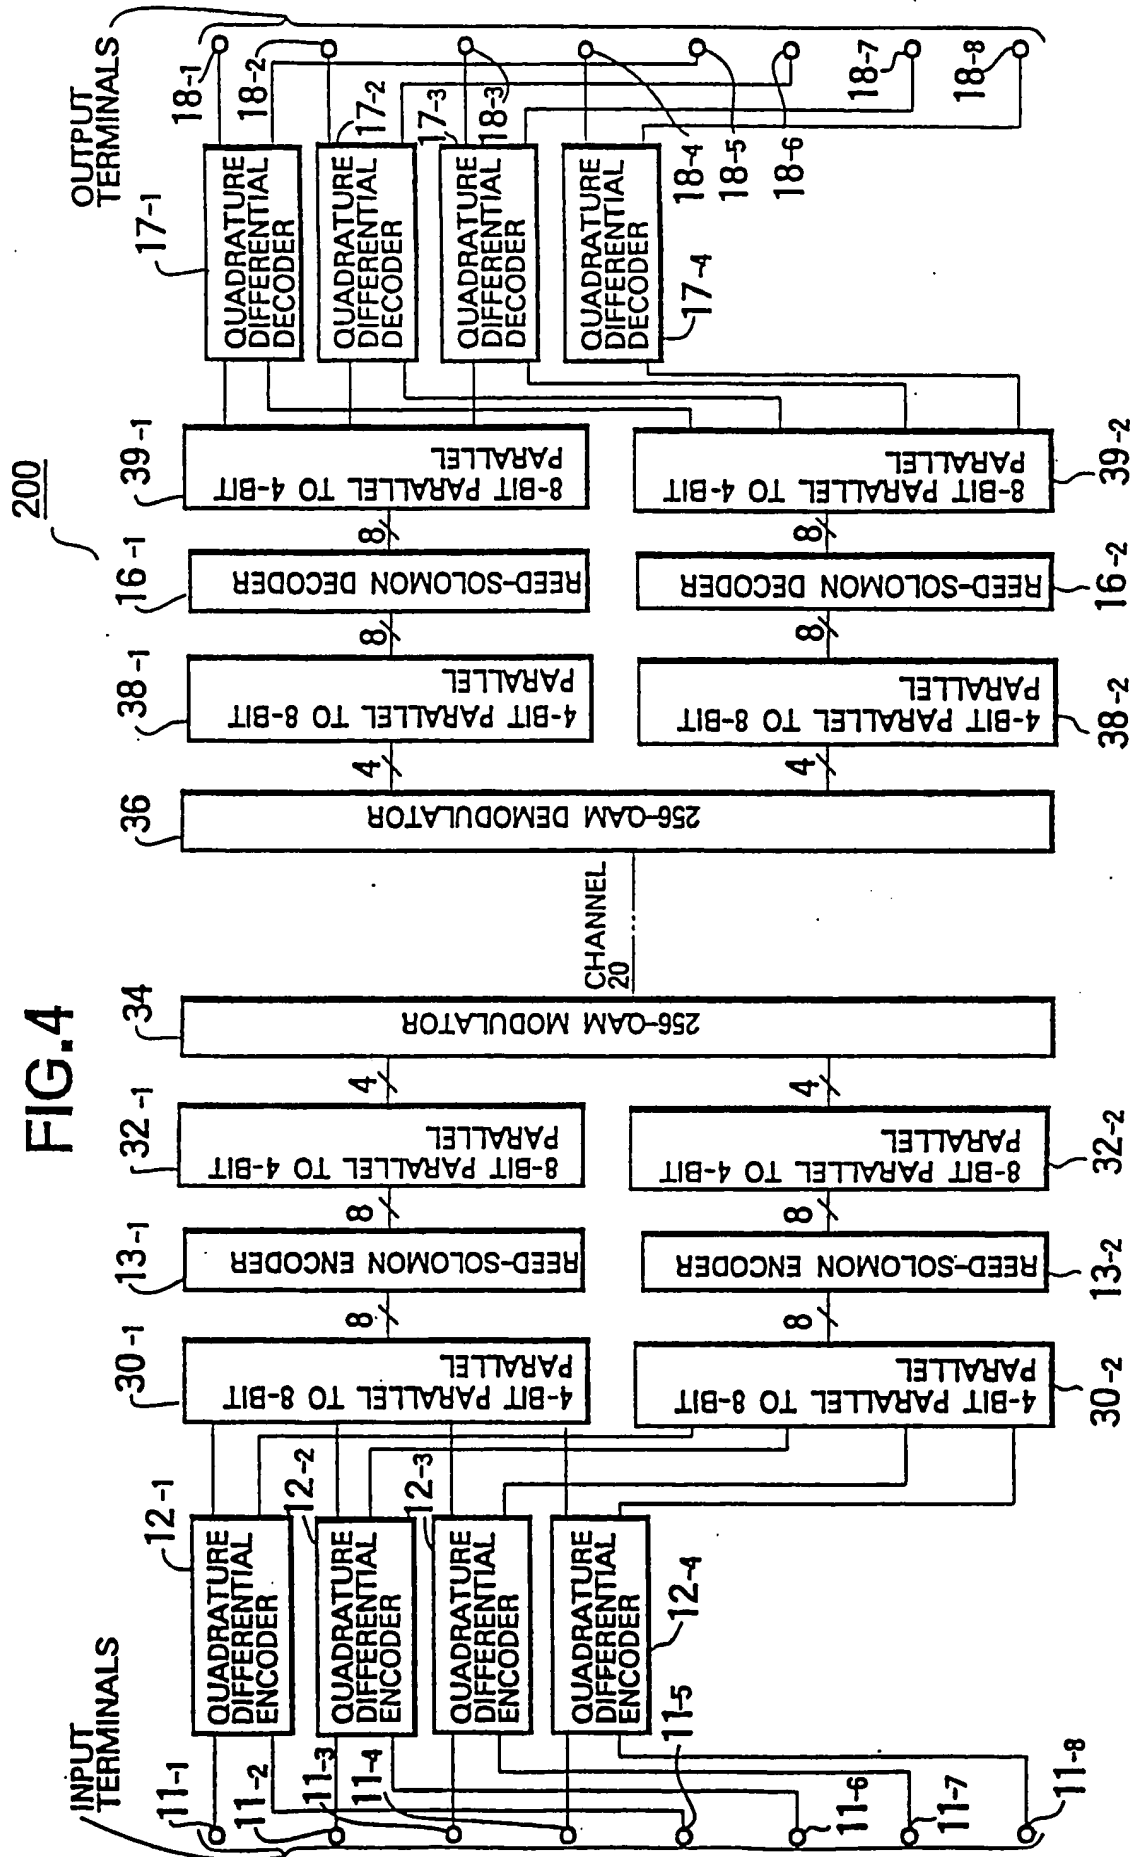 FIG.4
200
INPUT
TERMINALS
11-1
11-2
11-3
11-4
11-5
11-6
11-7
11-8
12-1
QUADRATURE
DIFFERENTIAL
ENCODER
12-2
QUADRATURE
DIFFERENTIAL
ENCODER
12-3
QUADRATURE
DIFFERENTIAL
ENCODER
12-4
QUADRATURE
DIFFERENTIAL
ENCODER
30-1
4-BIT PARALLEL TO 8-BIT
PARALLEL
8
13-1
REED-SOLOMON ENCODER
8
32-1
8-BIT PARALLEL TO 4-BIT
PARALLEL
4
30-2
4-BIT PARALLEL TO 8-BIT
PARALLEL
8
13-2
REED-SOLOMON ENCODER
8
32-2
8-BIT PARALLEL TO 4-BIT
PARALLEL
4
34
256-QAM MODULATOR
CHANNEL
20
36
256-QAM DEMODULATOR
4
38-1
4-BIT PARALLEL TO 8-BIT
PARALLEL
8
16-1
REED-SOLOMON DECODER
8
39-1
8-BIT PARALLEL TO 4-BIT
PARALLEL
4
38-2
4-BIT PARALLEL TO 8-BIT
PARALLEL
8
16-2
REED-SOLOMON DECODER
8
39-2
8-BIT PARALLEL TO 4-BIT
PARALLEL
17-1
QUADRATURE
DIFFERENTIAL
DECODER
17-2
QUADRATURE
DIFFERENTIAL
DECODER
17-3
QUADRATURE
DIFFERENTIAL
DECODER
17-4
QUADRATURE
DIFFERENTIAL
DECODER
OUTPUT
TERMINALS
18-1
18-2
18-3
18-4
18-5
18-6
18-7
18-8